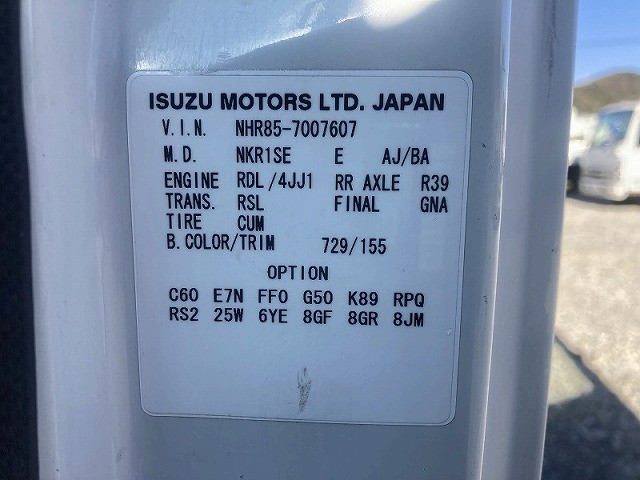 ISUZU MOTORS LTD. JAPAN
V.I.N. NHR85-7007607
M.D. NKR1SE E AJ/BA
ENGINE RDL/4JJ1 RR AXLE R39
TRANS. RSL FINAL GNA
TIRE CUM
B.COLOR/TRIM 729/155
OPTION
C60 E7N FF0 G50 K89 RPQ
RS2 25W 6YE 8GF 8GR 8JM